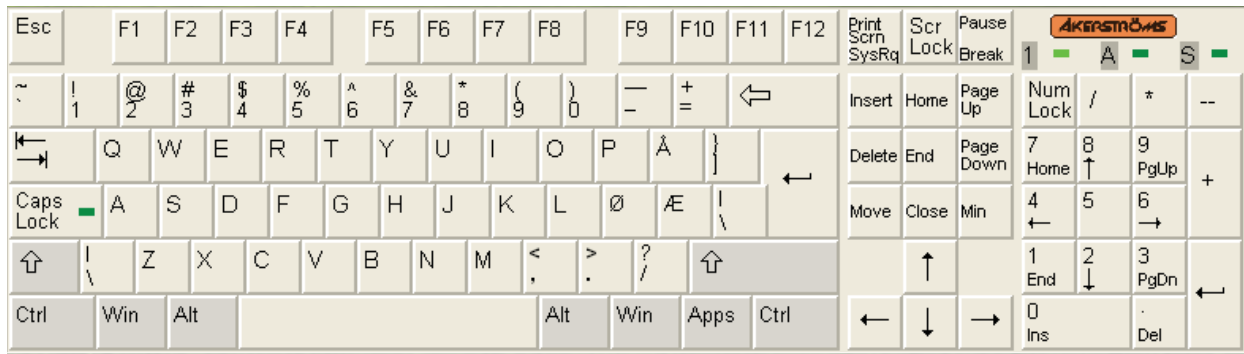 Esc F1 F2 F3 F4 F5 F6 F7 F8 F9 F10 F11 F12 Print Scrn SysRq Scr Lock Pause Break ÅKERSTRÖMS
1 A S
~ ` ! 1 @ 2 # 3 $ 4 % 5 ^ 6 & 7 * 8 ( 9 ) 0 — – + = ⇦ Insert Home Page Up Num Lock / * --
Q W E R T Y U I O P Å } ] Delete End Page Down 7 Home 8 ↑ 9 PgUp +
Caps Lock A S D F G H J K L Ø Æ | \ ↵ Move Close Min 4 ← 5 6 →
⇧ | \ Z X C V B N M < , > . ? / ⇧ ↑ 1 End 2 ↓ 3 PgDn
Ctrl Win Alt Alt Win Apps Ctrl ← ↓ → 0 Ins . Del ↵